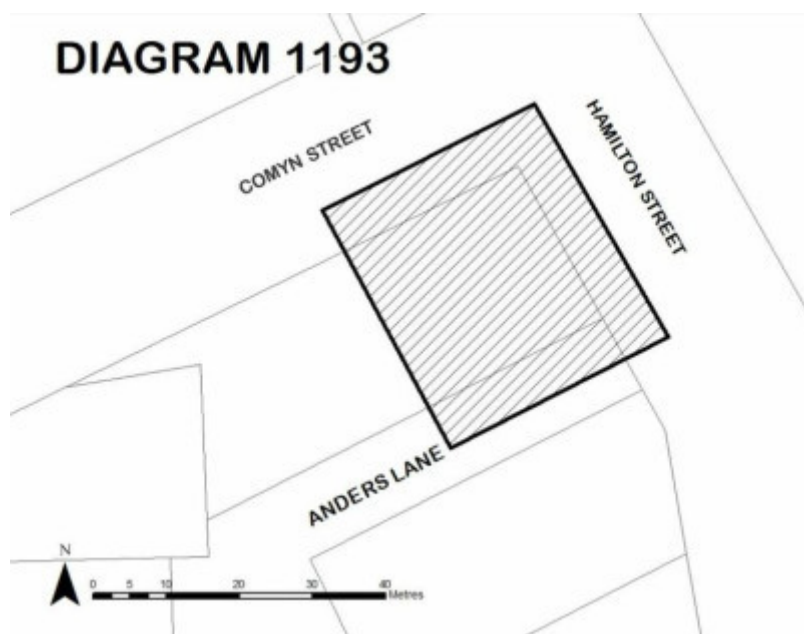 DIAGRAM 1193
COMYN STREET
HAMILTON STREET
ANDERS LANE
N
0 5 10 20 30 40
Metres